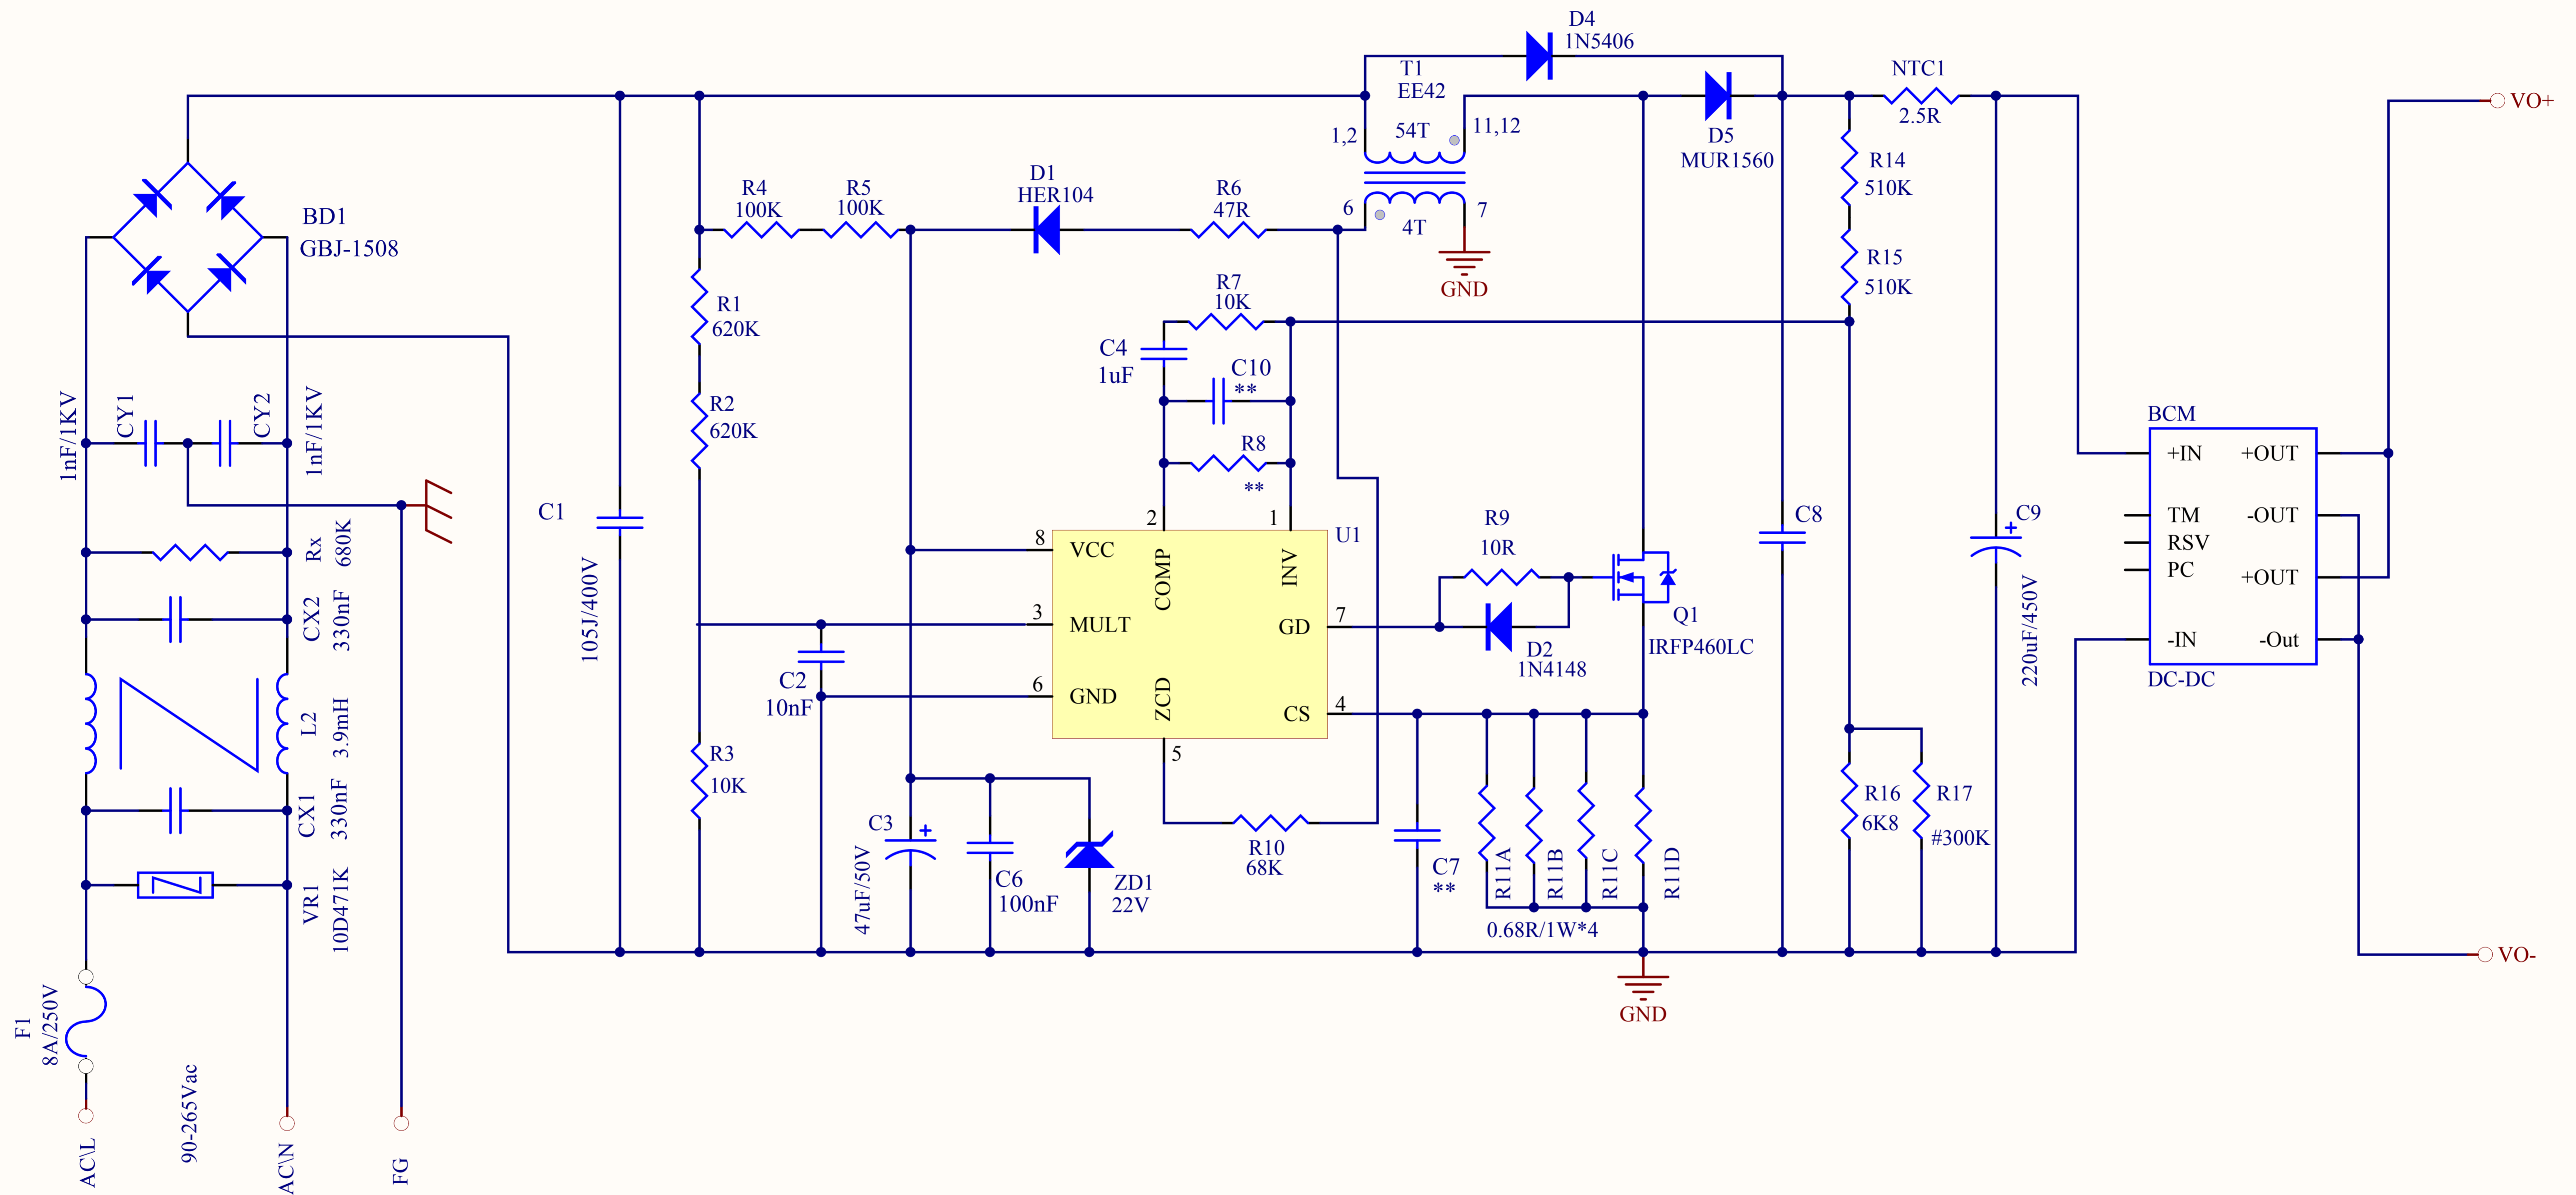 D4
1N5406
T1
EE42
NTC1
2.5R
VO+
1,2
54T
11,12
D5
MUR1560
R14
510K
D1
HER104
R4
100K
R5
100K
R6
47R
6
7
4T
BD1
GBJ-1508
GND
R15
510K
R7
10K
R1
620K
C4
1uF
C10
**
R2
620K
1nF/1KV
CY1
CY2
1nF/1KV
R8
**
BCM
+IN
+OUT
TM
-OUT
RSV
PC
+OUT
-IN
-Out
DC-DC
C1
105J/400V
2
1
U1
8
VCC
COMP
INV
3
MULT
GD
7
6
GND
ZCD
CS
4
5
R9
10R
D2
1N4148
Q1
IRFP460LC
C8
C9
+
220uF/450V
Rx
680K
CX2
330nF
C2
10nF
L2
3.9mH
R3
10K
CX1
330nF
C3
+
47uF/50V
C6
100nF
ZD1
22V
R10
68K
C7
**
R11A
R11B
R11C
R11D
0.68R/1W*4
R16
6K8
R17
#300K
VR1
10D471K
VO-
GND
F1
8A/250V
90-265Vac
AC\L
AC\N
FG